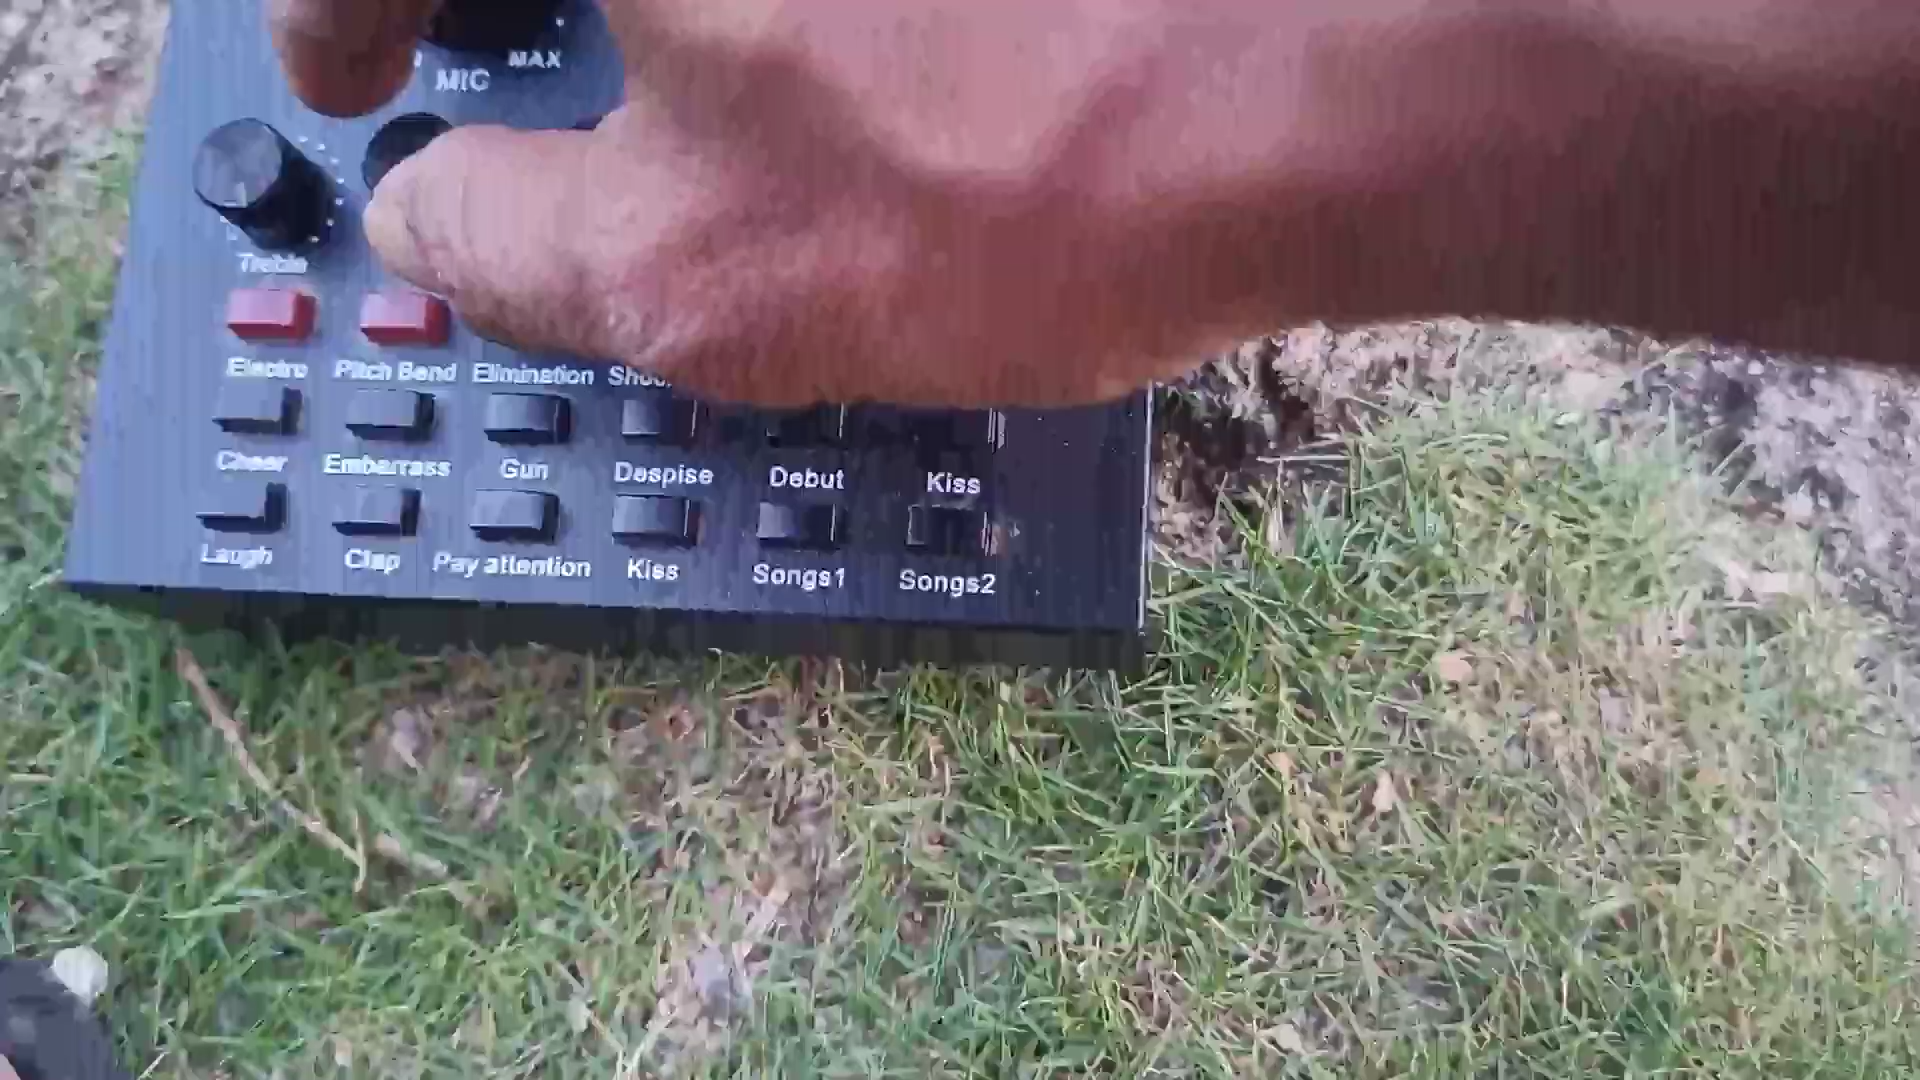 MAX
MIC
Treble
Electro Pitch Bend Elimination
Cheer Embarrass Gun Despise Debut Kiss
Laugh Clap Pay attention Kiss Songs1 Songs2